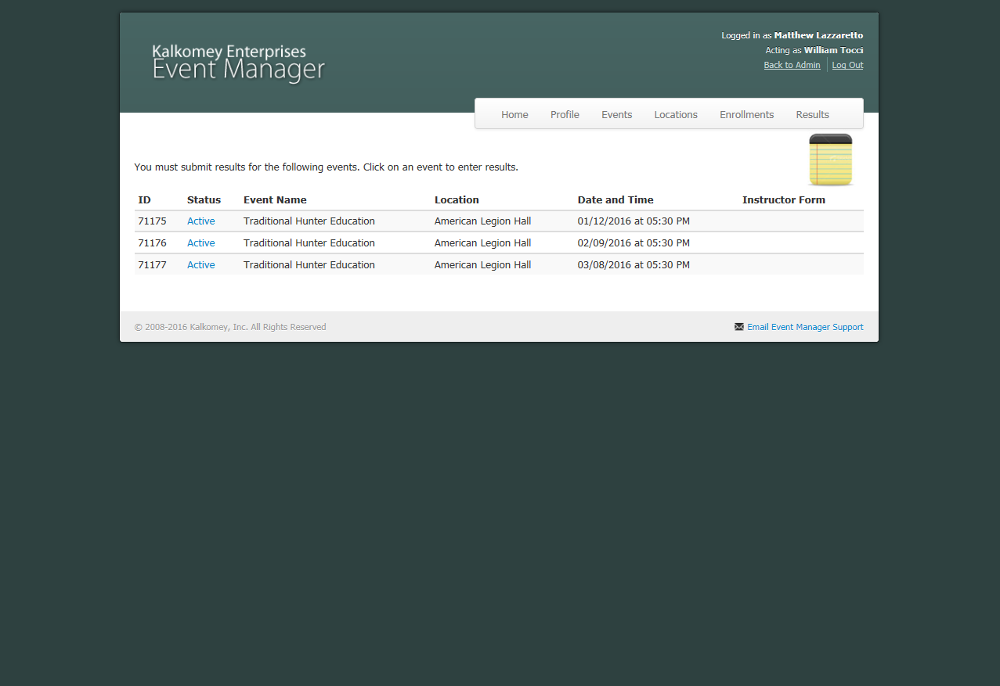 Kalkomey Enterprises
Event Manager
Logged in as Matthew Lazzaretto
Acting as William Tocci
Back to Admin Log Out
Home Profile Events Locations Enrollments Results
You must submit results for the following events. Click on an event to enter results.
ID Status Event Name Location Date and Time Instructor Form
71175 Active Traditional Hunter Education American Legion Hall 01/12/2016 at 05:30 PM
71176 Active Traditional Hunter Education American Legion Hall 02/09/2016 at 05:30 PM
71177 Active Traditional Hunter Education American Legion Hall 03/08/2016 at 05:30 PM
© 2008-2016 Kalkomey, Inc. All Rights Reserved
Email Event Manager Support